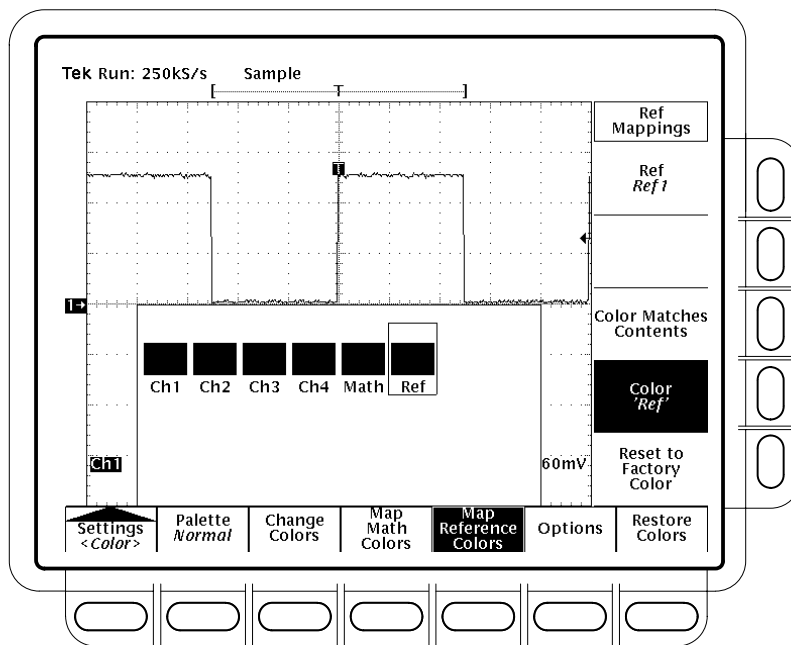 Tek Run: 250kS/s Sample
[ T ]
Ref
Mappings
Ref
Ref1
T
1→
Color Matches
Contents
Ch1 Ch2 Ch3 Ch4 Math Ref
Color
'Ref'
Ch1
60mV
Reset to
Factory
Color
Settings
<Color>
Palette
Normal
Change
Colors
Map
Math
Colors
Map
Reference
Colors
Options
Restore
Colors